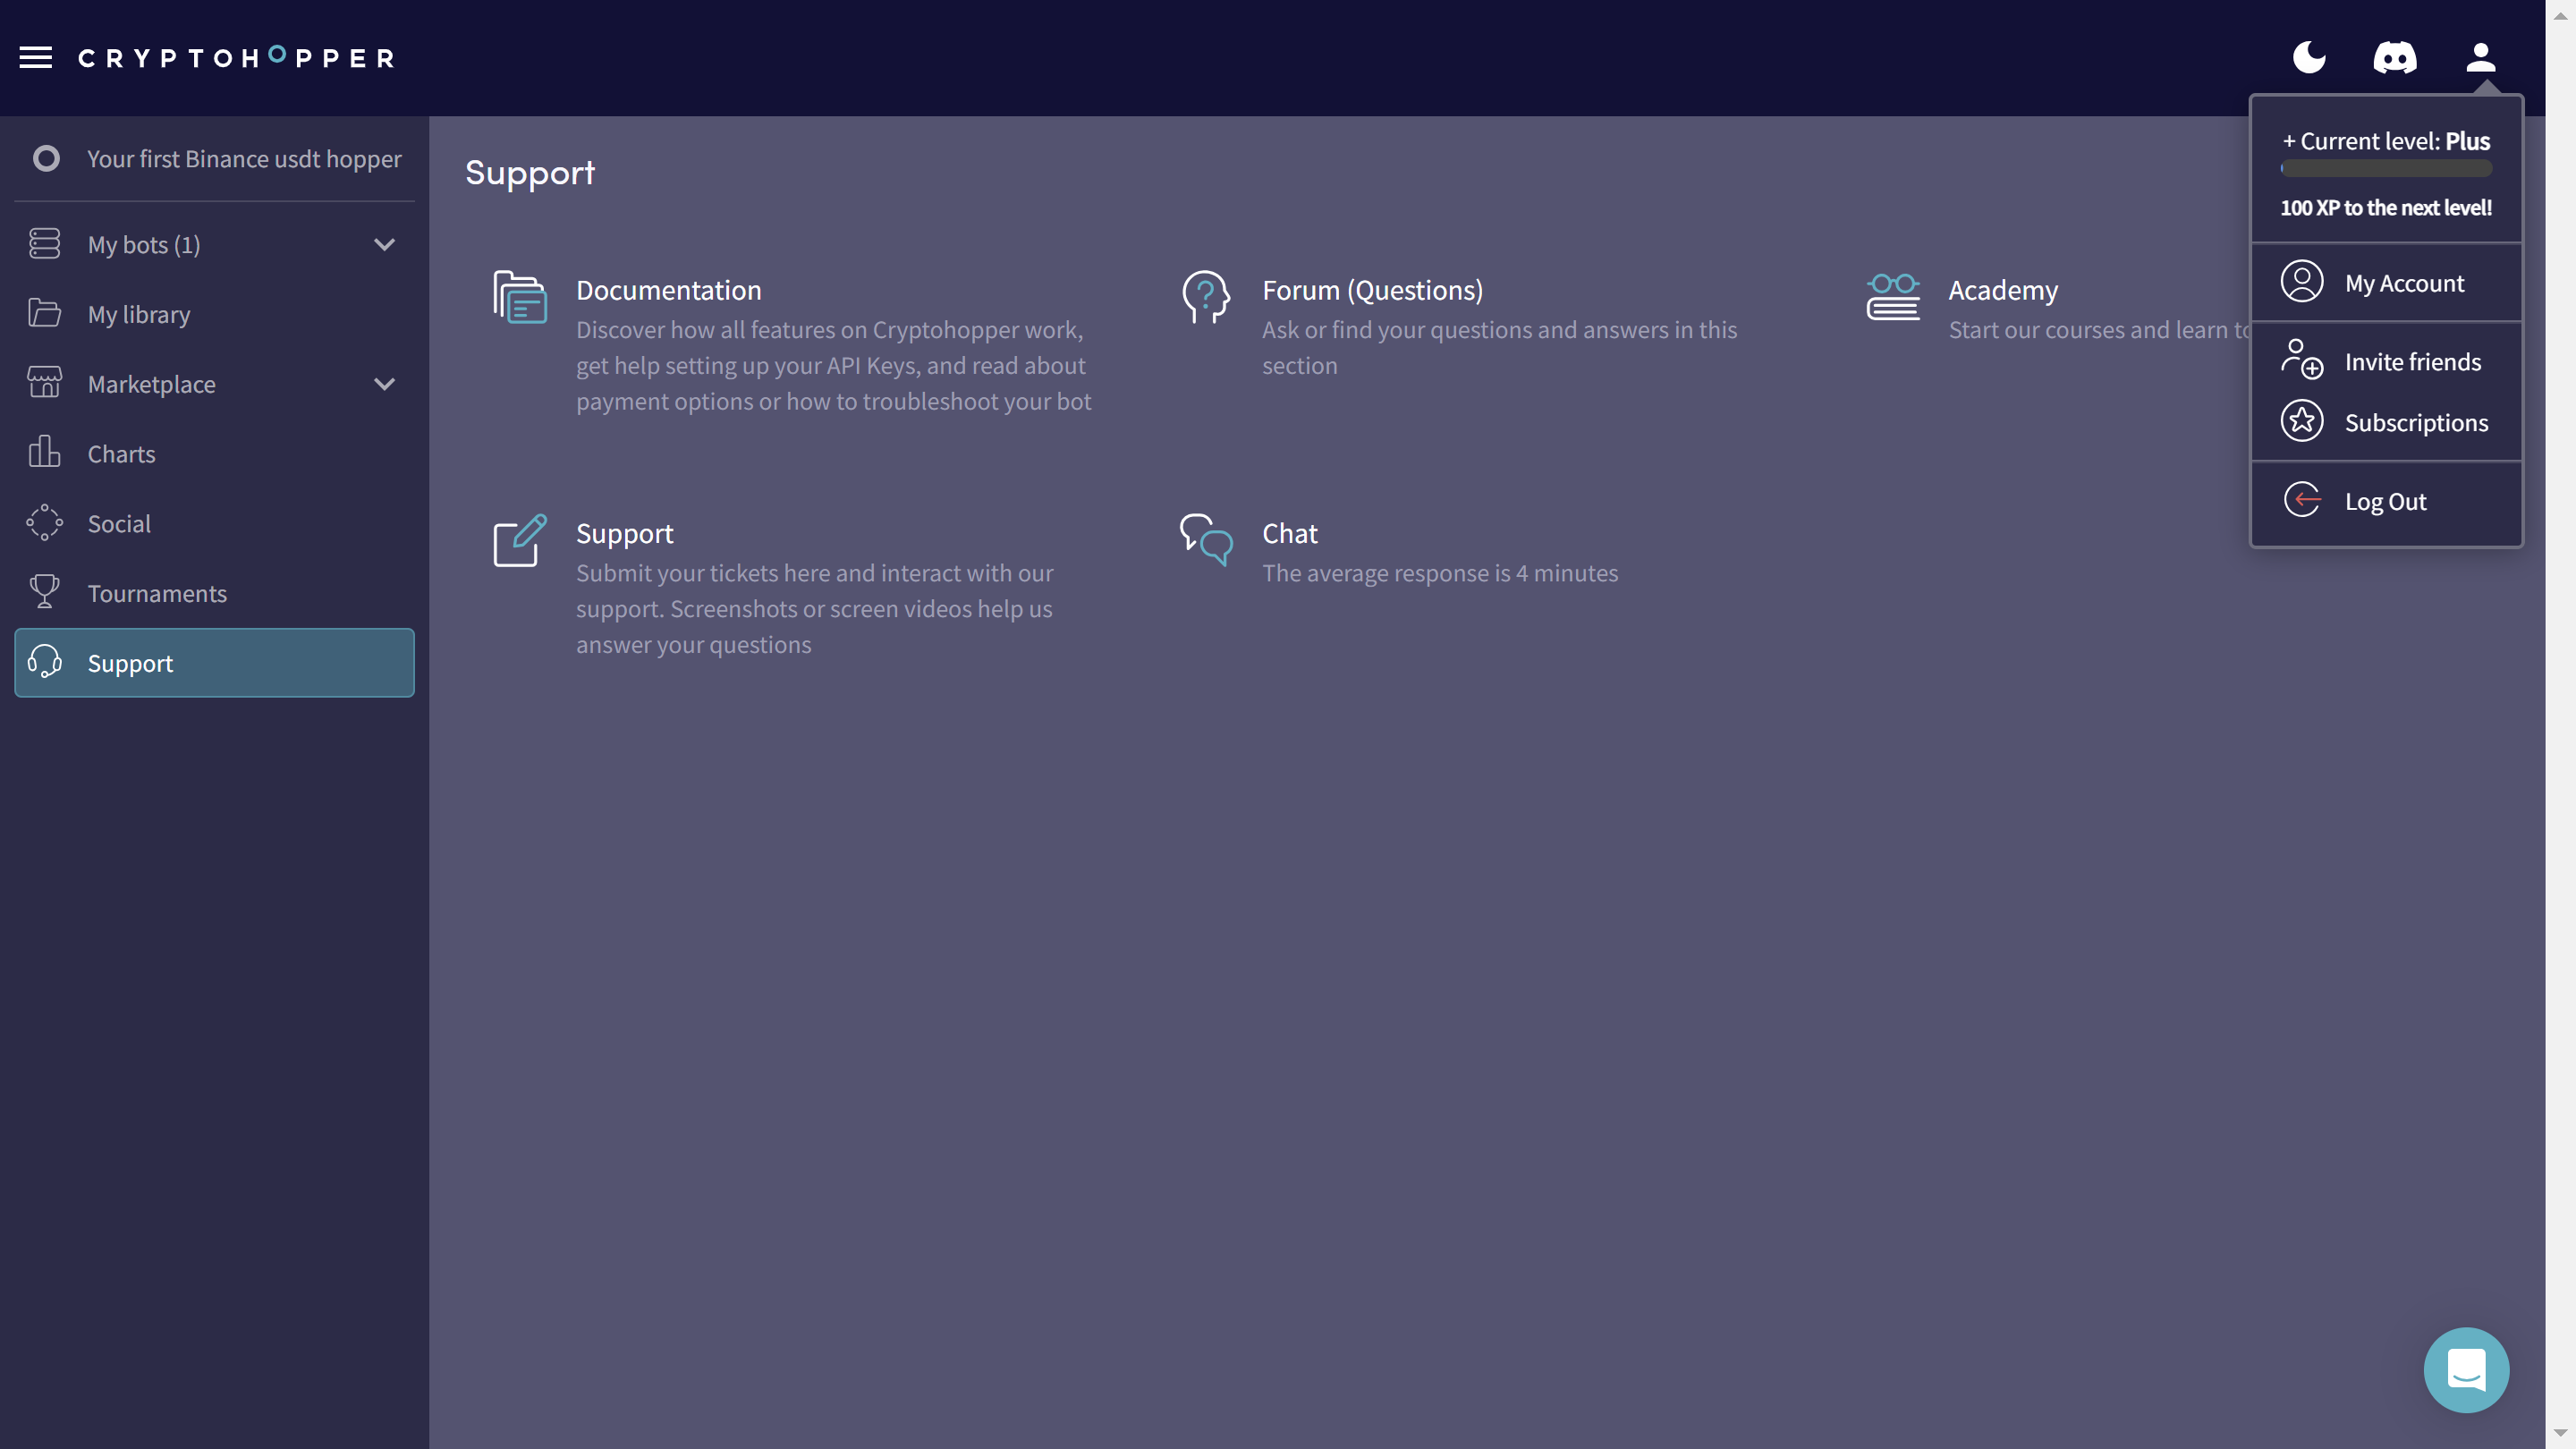 CRYPTOHOPPER
Your first Binance usdt hopper
My bots (1)
My library
Marketplace
Charts
Social
Tournaments
Support
Support
Documentation
Discover how all features on Cryptohopper work,
get help setting up your API Keys, and read about
payment options or how to troubleshoot your bot
Forum (Questions)
Ask or find your questions and answers in this
section
Academy
Start our courses and learn to
Support
Submit your tickets here and interact with our
support. Screenshots or screen videos help us
answer your questions
Chat
The average response is 4 minutes
+ Current level: Plus
100 XP to the next level!
My Account
Invite friends
Subscriptions
Log Out